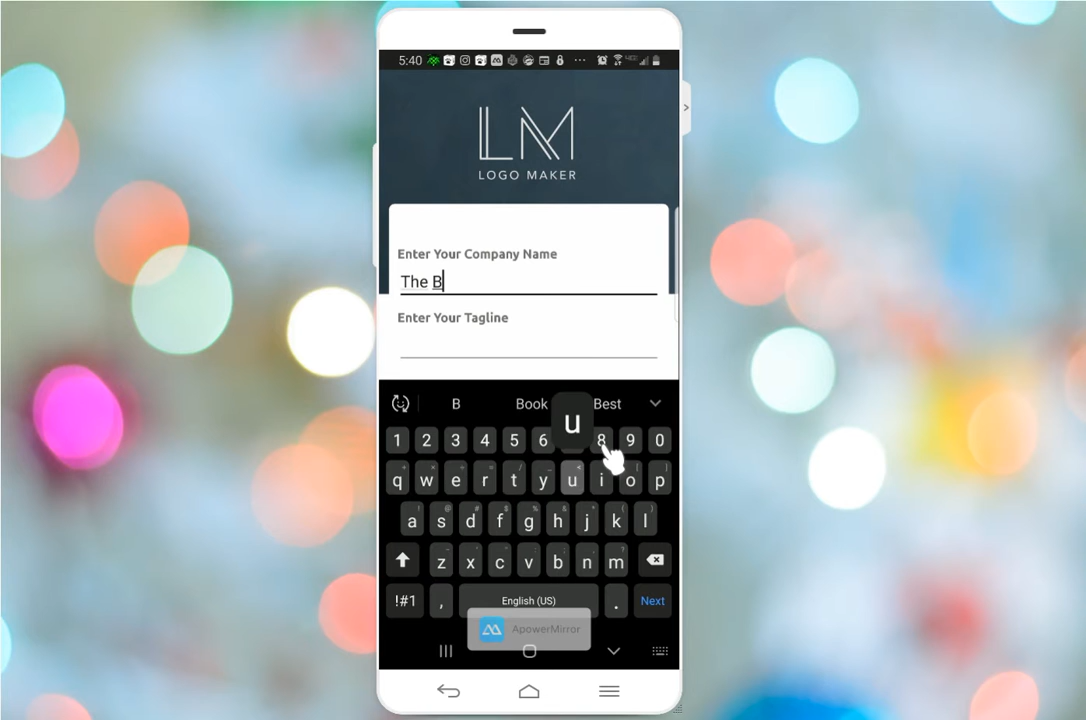 5:40
LM
LOGO MAKER
Enter Your Company Name
The B
Enter Your Tagline
B Book Best
u
1 2 3 4 5 6 8 9 0
q w e r t y u i o p
a s d f g h j k l
z x c v b n m
!#1 , English (US) . Next
ApowerMirror